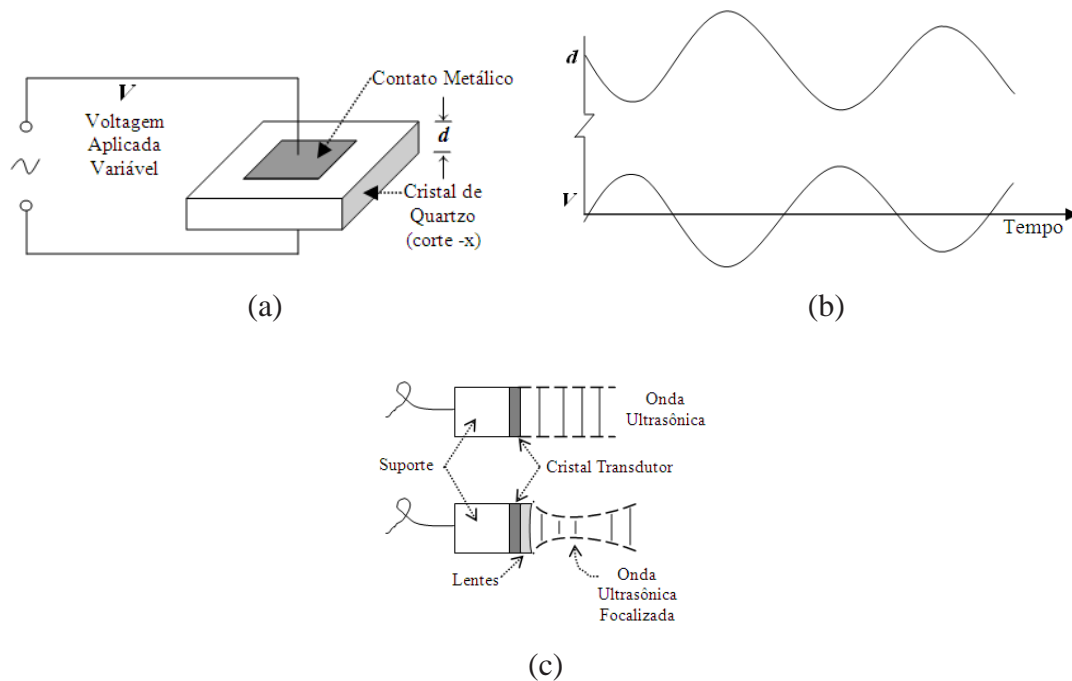 V
Voltagem
Aplicada
Variável
Contato Metálico
d
Cristal de
Quartzo
(corte -x)
(a)
d
V
Tempo
(b)
Onda
Ultrasônica
Suporte
Cristal Transdutor
Lentes
Onda
Ultrasônica
Focalizada
(c)